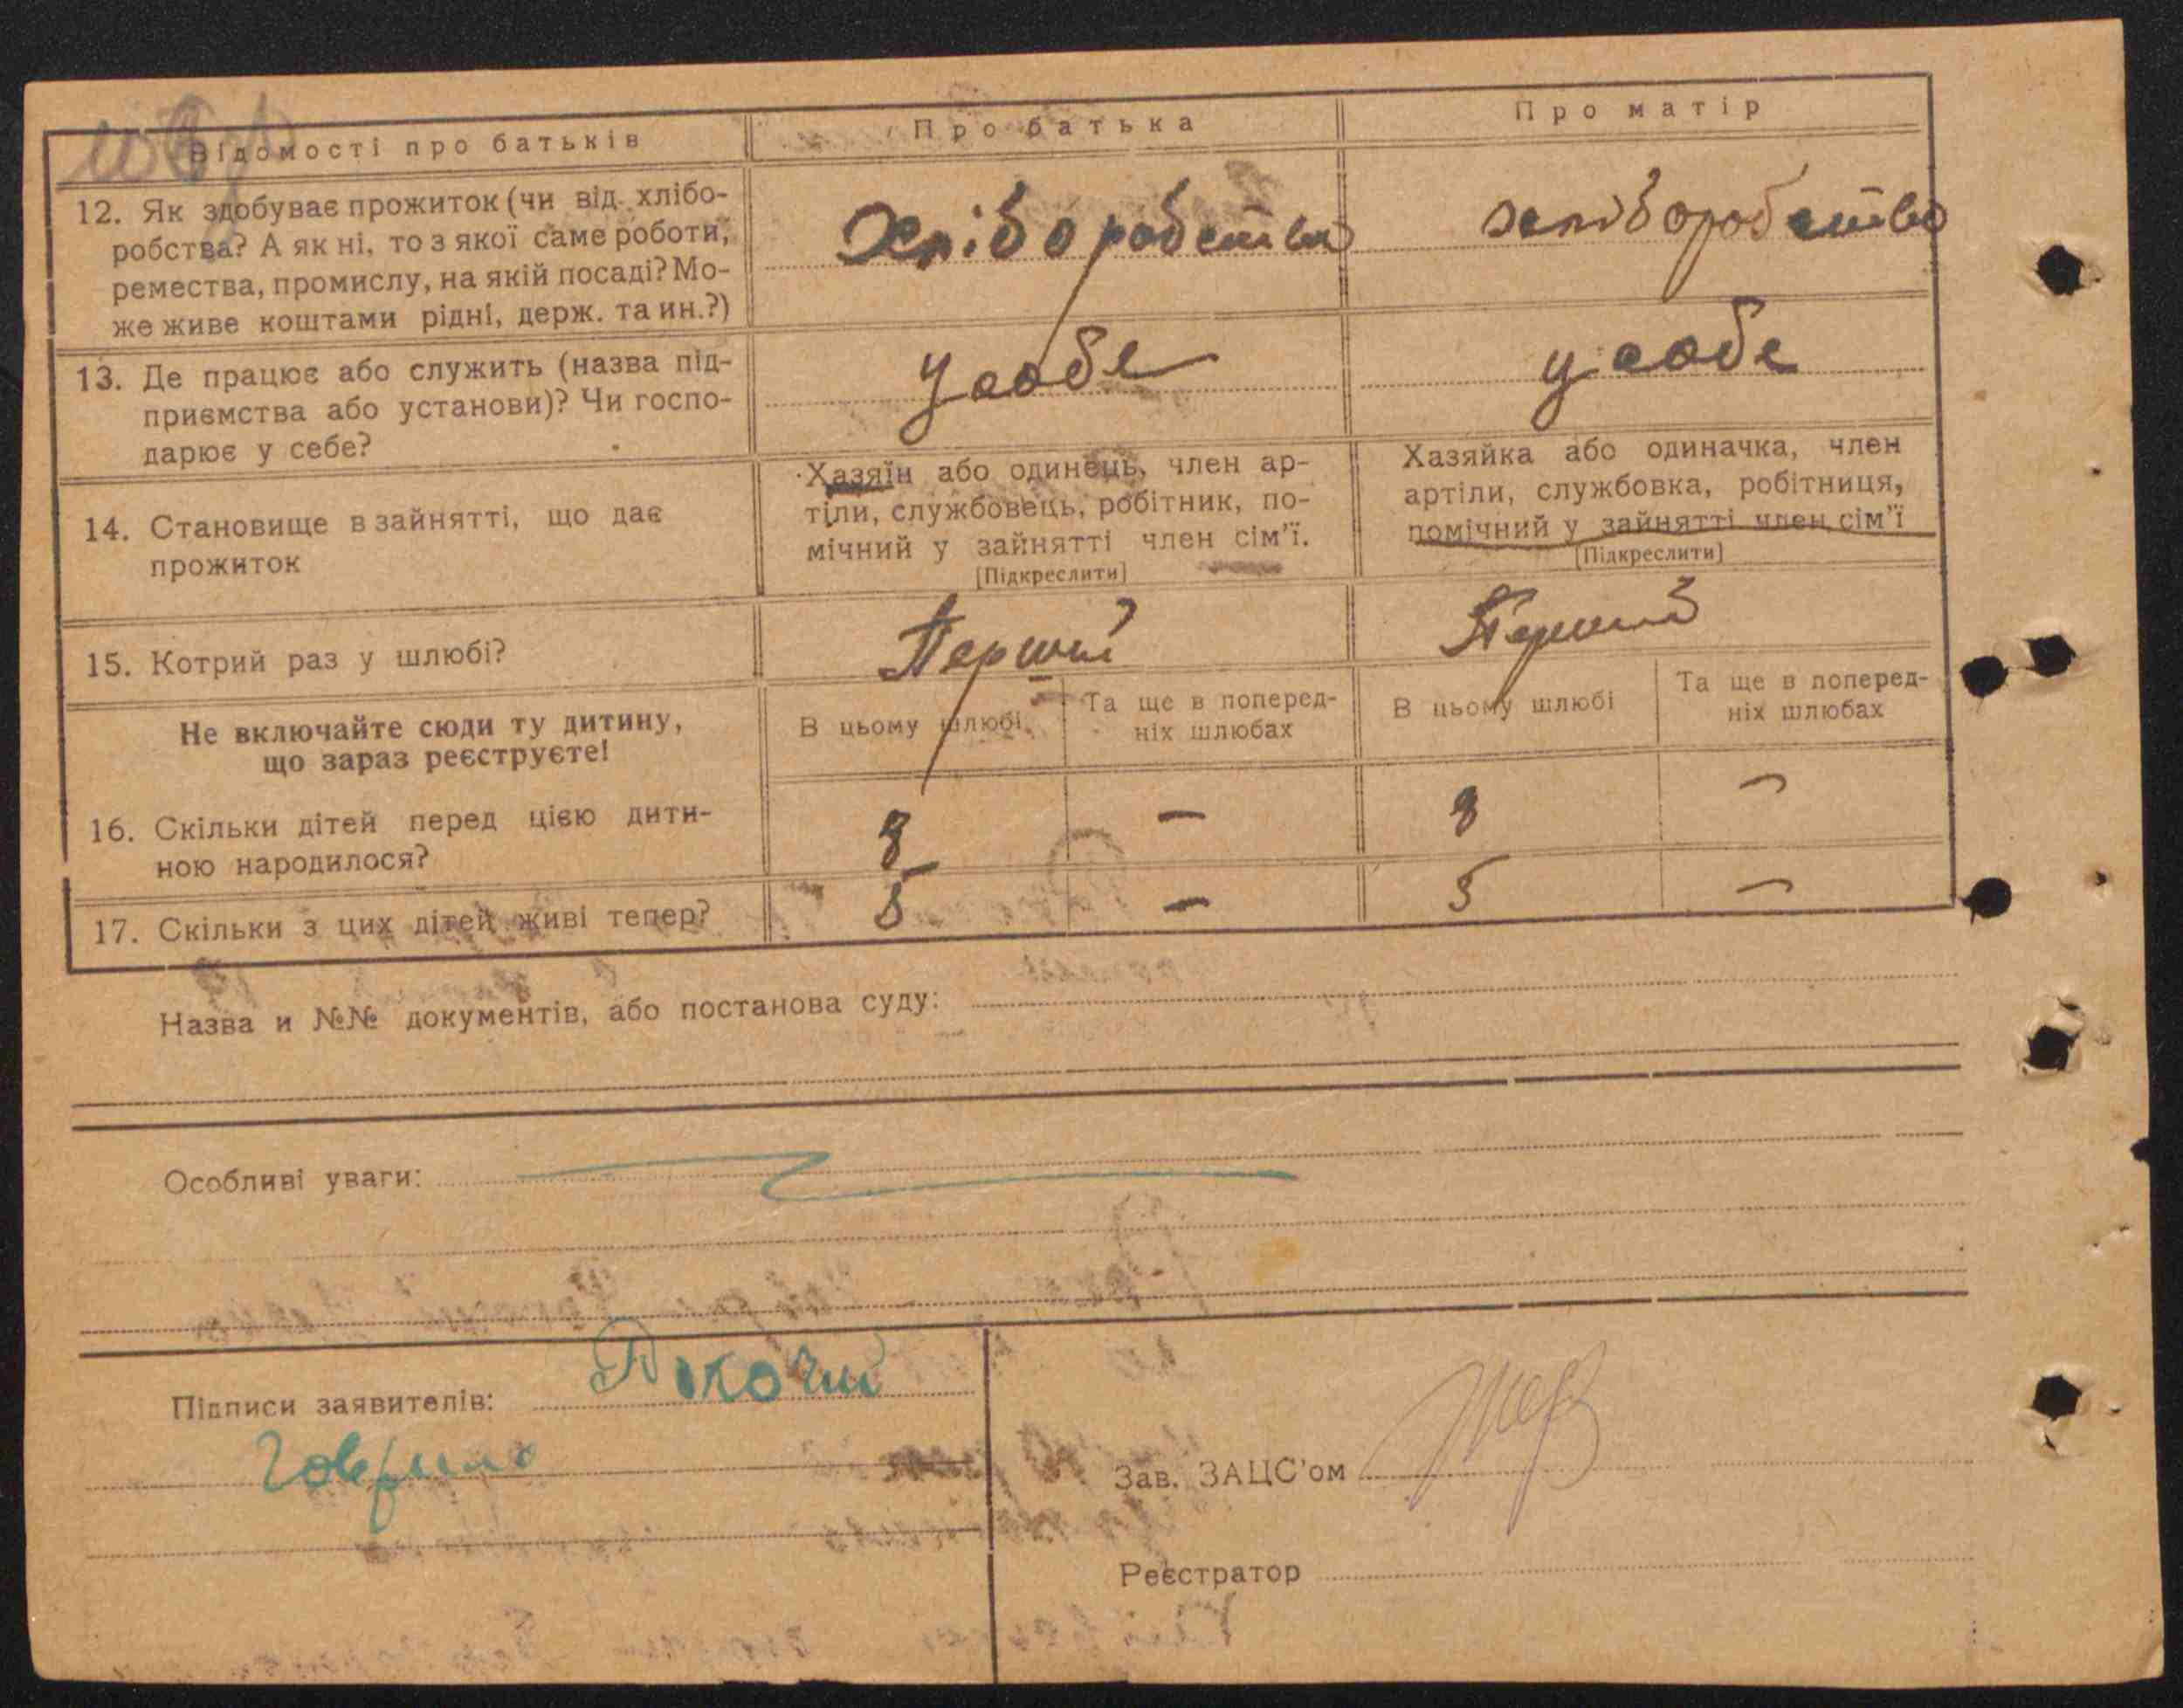 Відомості про батьків
Про батька
Про матір
12. Як здобуває прожиток (чи від хлібо-
робства? А як ні, то з якої саме роботи,
ремества, промислу, на якій посаді? Мо-
же живе коштами рідні, держ. та ин.?)
Хліборобство
хліборобство
13. Де працює або служить (назва під-
приємства або установи)? Чи госпо-
дарює у себе?
у собе
у собе
14. Становище в зайнятті, що дає
прожиток
Хазяїн або одинець, член ар-
тіли, службовець, робітник, по-
мічний у зайнятті член сім’ї.
[Підкреслити]
Хазяйка або одиначка, член
артіли, службовка, робітниця,
помічний у зайнятті член сім’ї
[Підкреслити]
15. Котрий раз у шлюбі?
Перший
Перший
Не включайте сюди ту дитину,
що зараз реєструєте!
В цьому шлюбі
Та ще в поперед-
ніх шлюбах
В цьому шлюбі
Та ще в поперед-
ніх шлюбах
16. Скільки дітей перед цією дити-
ною народилося?
8 — 8 —
17. Скільки з цих дітей живі тепер?
5 — 5 —
Назва и №№ документів, або постанова суду:
Особливі уваги:
Підписи заявителів:
Говрило
Зав. ЗАЦС’ом
Реєстратор